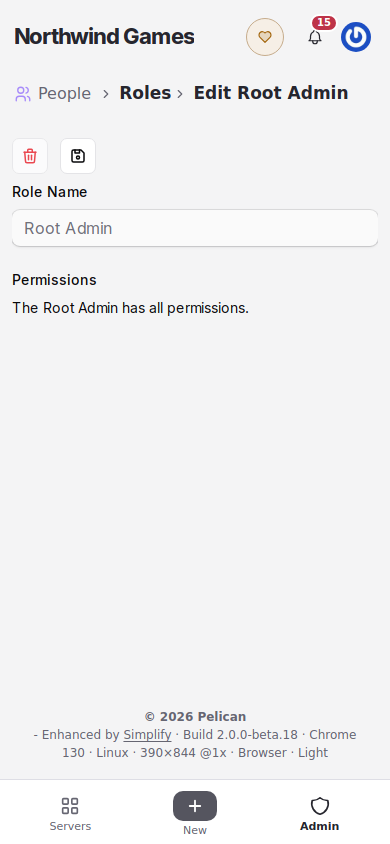 Northwind Games
15
People > Roles > Edit Root Admin
Role Name
Root Admin
Permissions
The Root Admin has all permissions.
© 2026 Pelican
- Enhanced by Simplify · Build 2.0.0-beta.18 · Chrome
130 · Linux · 390×844 @1x · Browser · Light
Servers
New
Admin